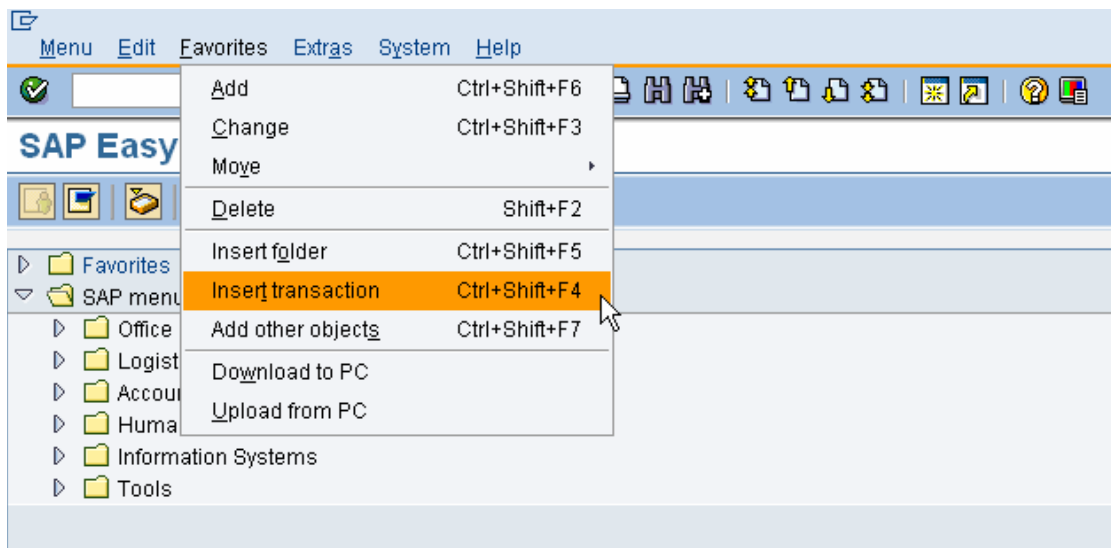 Menu Edit Favorites Extras System Help
SAP Easy
Add Ctrl+Shift+F6
Change Ctrl+Shift+F3
Move
Delete Shift+F2
Insert folder Ctrl+Shift+F5
Insert transaction Ctrl+Shift+F4
Add other objects Ctrl+Shift+F7
Download to PC
Upload from PC
Favorites
SAP menu
Office
Logist
Accou
Huma
Information Systems
Tools